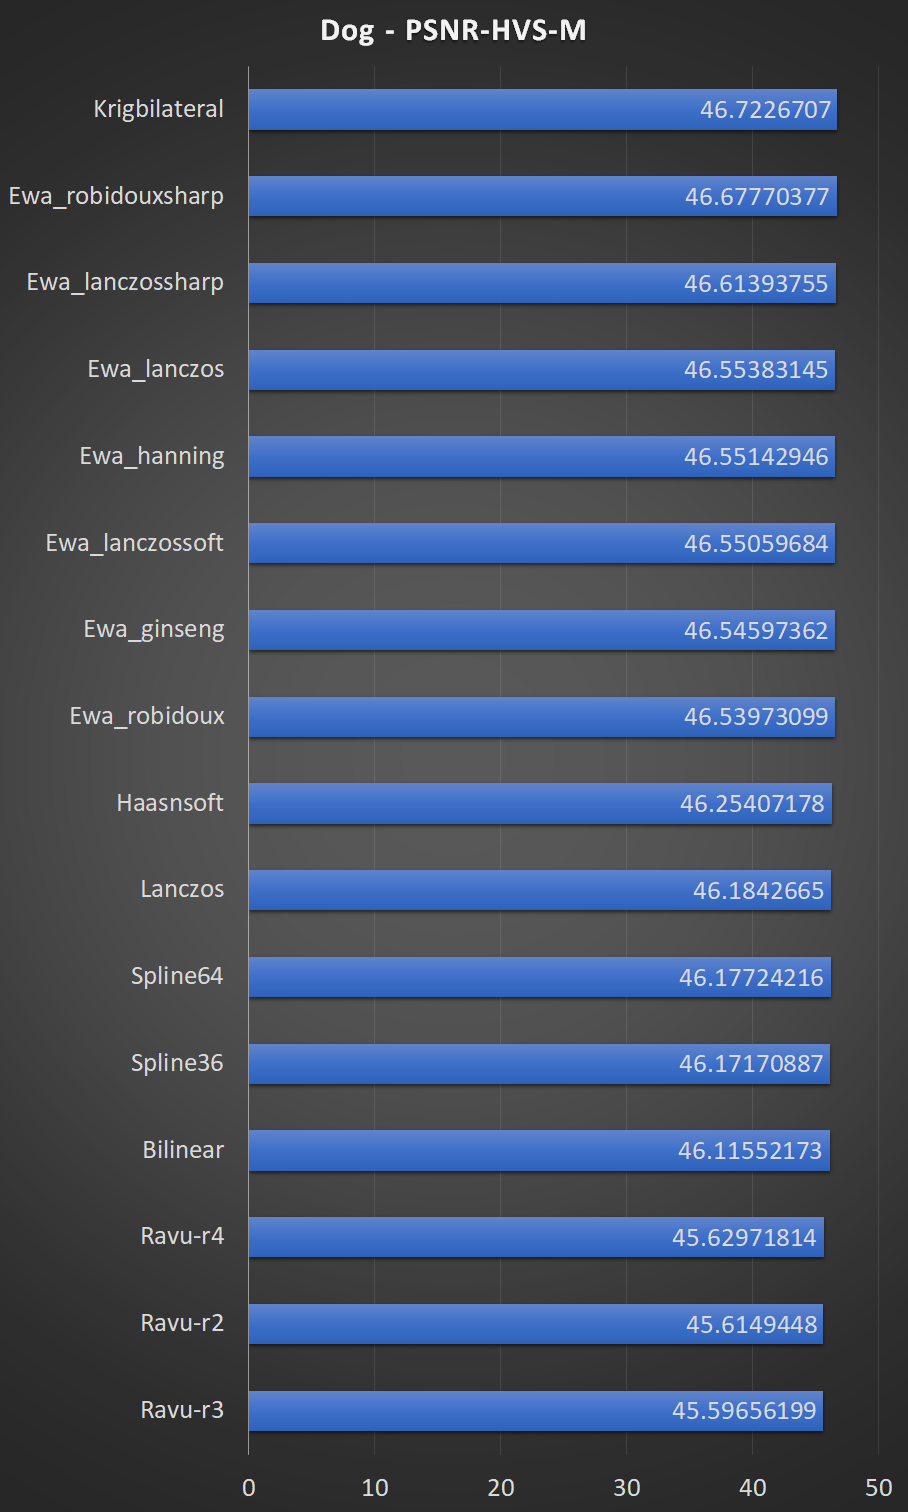 Dog - PSNR-HVS-M
Krigbilateral 46.7226707
Ewa_robidouxsharp 46.67770377
Ewa_lanczossharp 46.61393755
Ewa_lanczos 46.55383145
Ewa_hanning 46.55142946
Ewa_lanczossoft 46.55059684
Ewa_ginseng 46.54597362
Ewa_robidoux 46.53973099
Haasnsoft 46.25407178
Lanczos 46.1842665
Spline64 46.17724216
Spline36 46.17170887
Bilinear 46.11552173
Ravu-r4 45.62971814
Ravu-r2 45.6149448
Ravu-r3 45.59656199
0 10 20 30 40 50